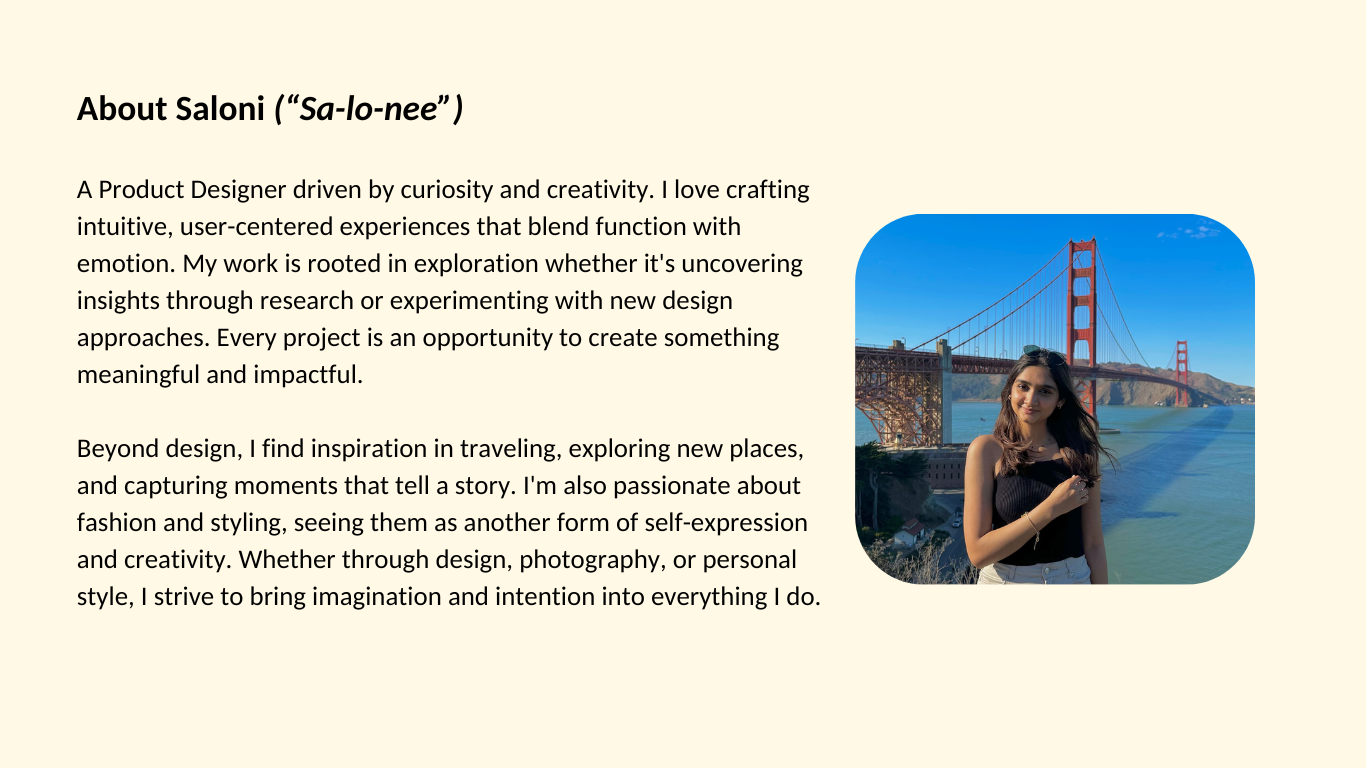 About Saloni (“Sa-lo-nee”)
A Product Designer driven by curiosity and creativity. I love crafting
intuitive, user-centered experiences that blend function with
emotion. My work is rooted in exploration whether it's uncovering
insights through research or experimenting with new design
approaches. Every project is an opportunity to create something
meaningful and impactful.
Beyond design, I find inspiration in traveling, exploring new places,
and capturing moments that tell a story. I'm also passionate about
fashion and styling, seeing them as another form of self-expression
and creativity. Whether through design, photography, or personal
style, I strive to bring imagination and intention into everything I do.